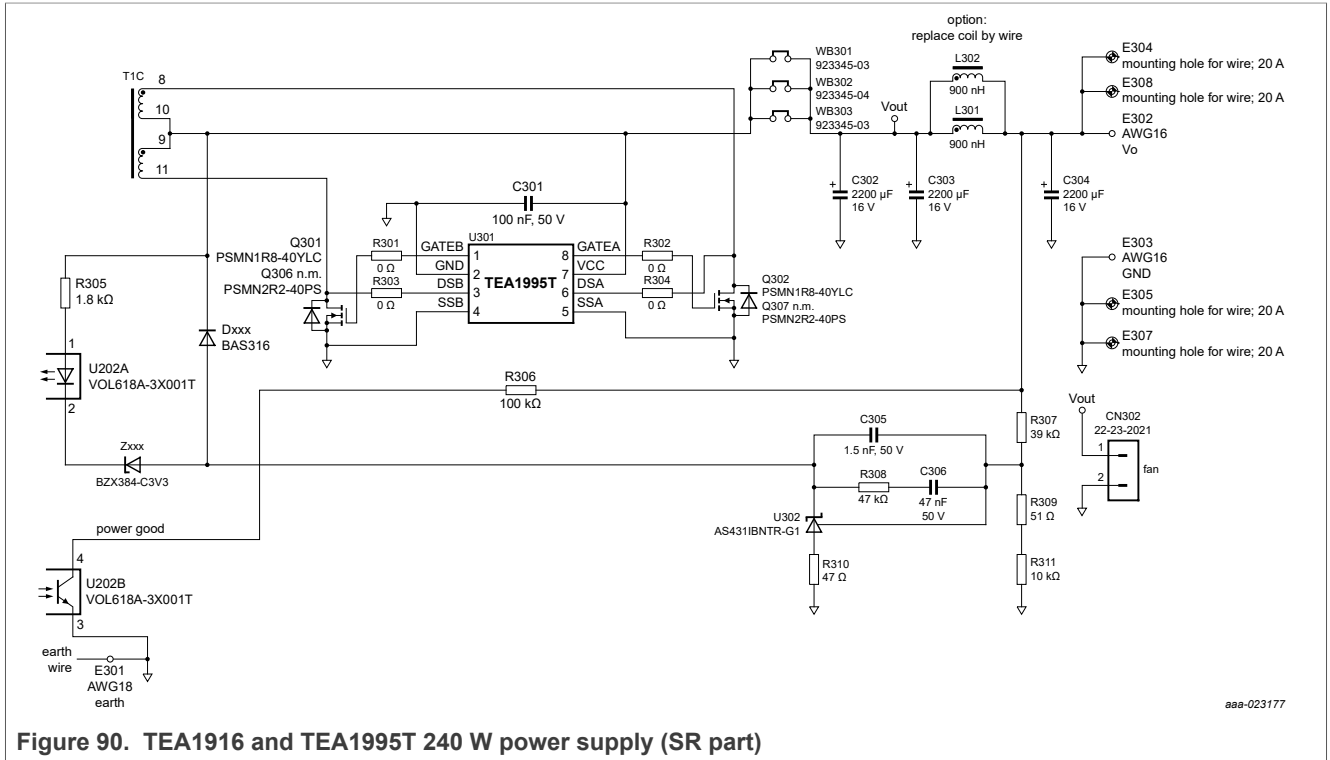 option:
replace coil by wire
WB301
923345-03
WB302
923345-04
WB303
923345-03
L302
900 nH
L301
900 nH
Vout
E304
mounting hole for wire; 20 A
E308
mounting hole for wire; 20 A
E302
AWG16
Vo
T1C
8
10
9
11
C301
100 nF, 50 V
C302
2200 µF
16 V
C303
2200 µF
16 V
C304
2200 µF
16 V
Q301
PSMN1R8-40YLC
Q306 n.m.
PSMN2R2-40PS
R301
0 Ω
R303
0 Ω
U301
GATEB
GND
DSB
SSB
1
2
3
4
TEA1995T
8
7
6
5
GATEA
VCC
DSA
SSA
R302
0 Ω
R304
0 Ω
Q302
PSMN1R8-40YLC
Q307 n.m.
PSMN2R2-40PS
E303
AWG16
GND
E305
mounting hole for wire; 20 A
E307
mounting hole for wire; 20 A
R305
1.8 kΩ
Dxxx
BAS316
1
U202A
VOL618A-3X001T
2
R306
100 kΩ
Zxxx
BZX384-C3V3
C305
1.5 nF, 50 V
R308
47 kΩ
C306
47 nF
50 V
U302
AS431IBNTR-G1
R310
47 Ω
R307
39 kΩ
R309
51 Ω
R311
10 kΩ
Vout
CN302
22-23-2021
1
2
fan
power good
4
U202B
VOL618A-3X001T
3
earth
wire
E301
AWG18
earth
aaa-023177
Figure 90. TEA1916 and TEA1995T 240 W power supply (SR part)